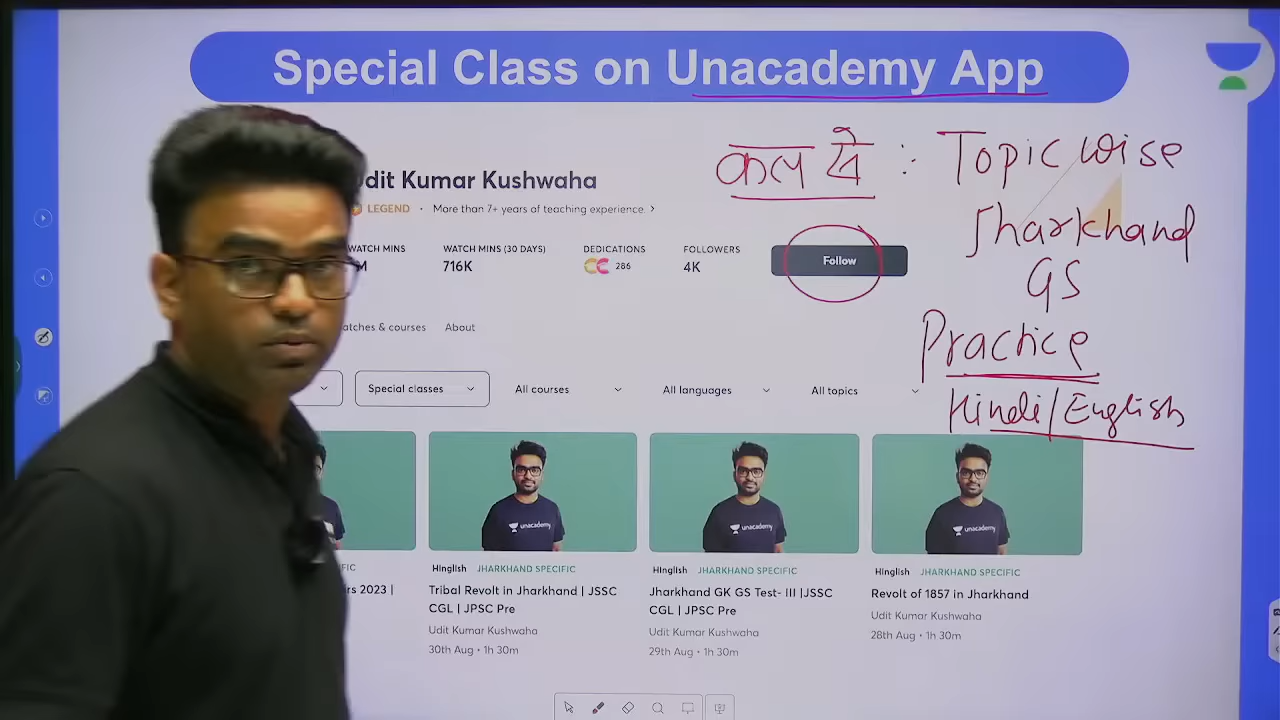 Special Class on Unacademy App
कल से : Topic wise
Jharkhand
GS
Practice
Hindi/English
Udit Kumar Kushwaha
LEGEND · More than 7+ years of teaching experience >
WATCH MINS WATCH MINS (30 DAYS) DEDICATIONS FOLLOWERS
M 716K 286 4K
Follow
atches & courses About
Special classes All courses All languages All topics
unacademy unacademy unacademy
Hinglish JHARKHAND SPECIFIC
Tribal Revolt in Jharkhand | JSSC
CGL | JPSC Pre
Udit Kumar Kushwaha
30th Aug • 1h 30m
Hinglish JHARKHAND SPECIFIC
Jharkhand GK GS Test- III |JSSC
CGL | JPSC Pre
Udit Kumar Kushwaha
29th Aug • 1h 30m
Hinglish JHARKHAND SPECIFIC
Revolt of 1857 in Jharkhand
Udit Kumar Kushwaha
28th Aug • 1h 30m
2023 |